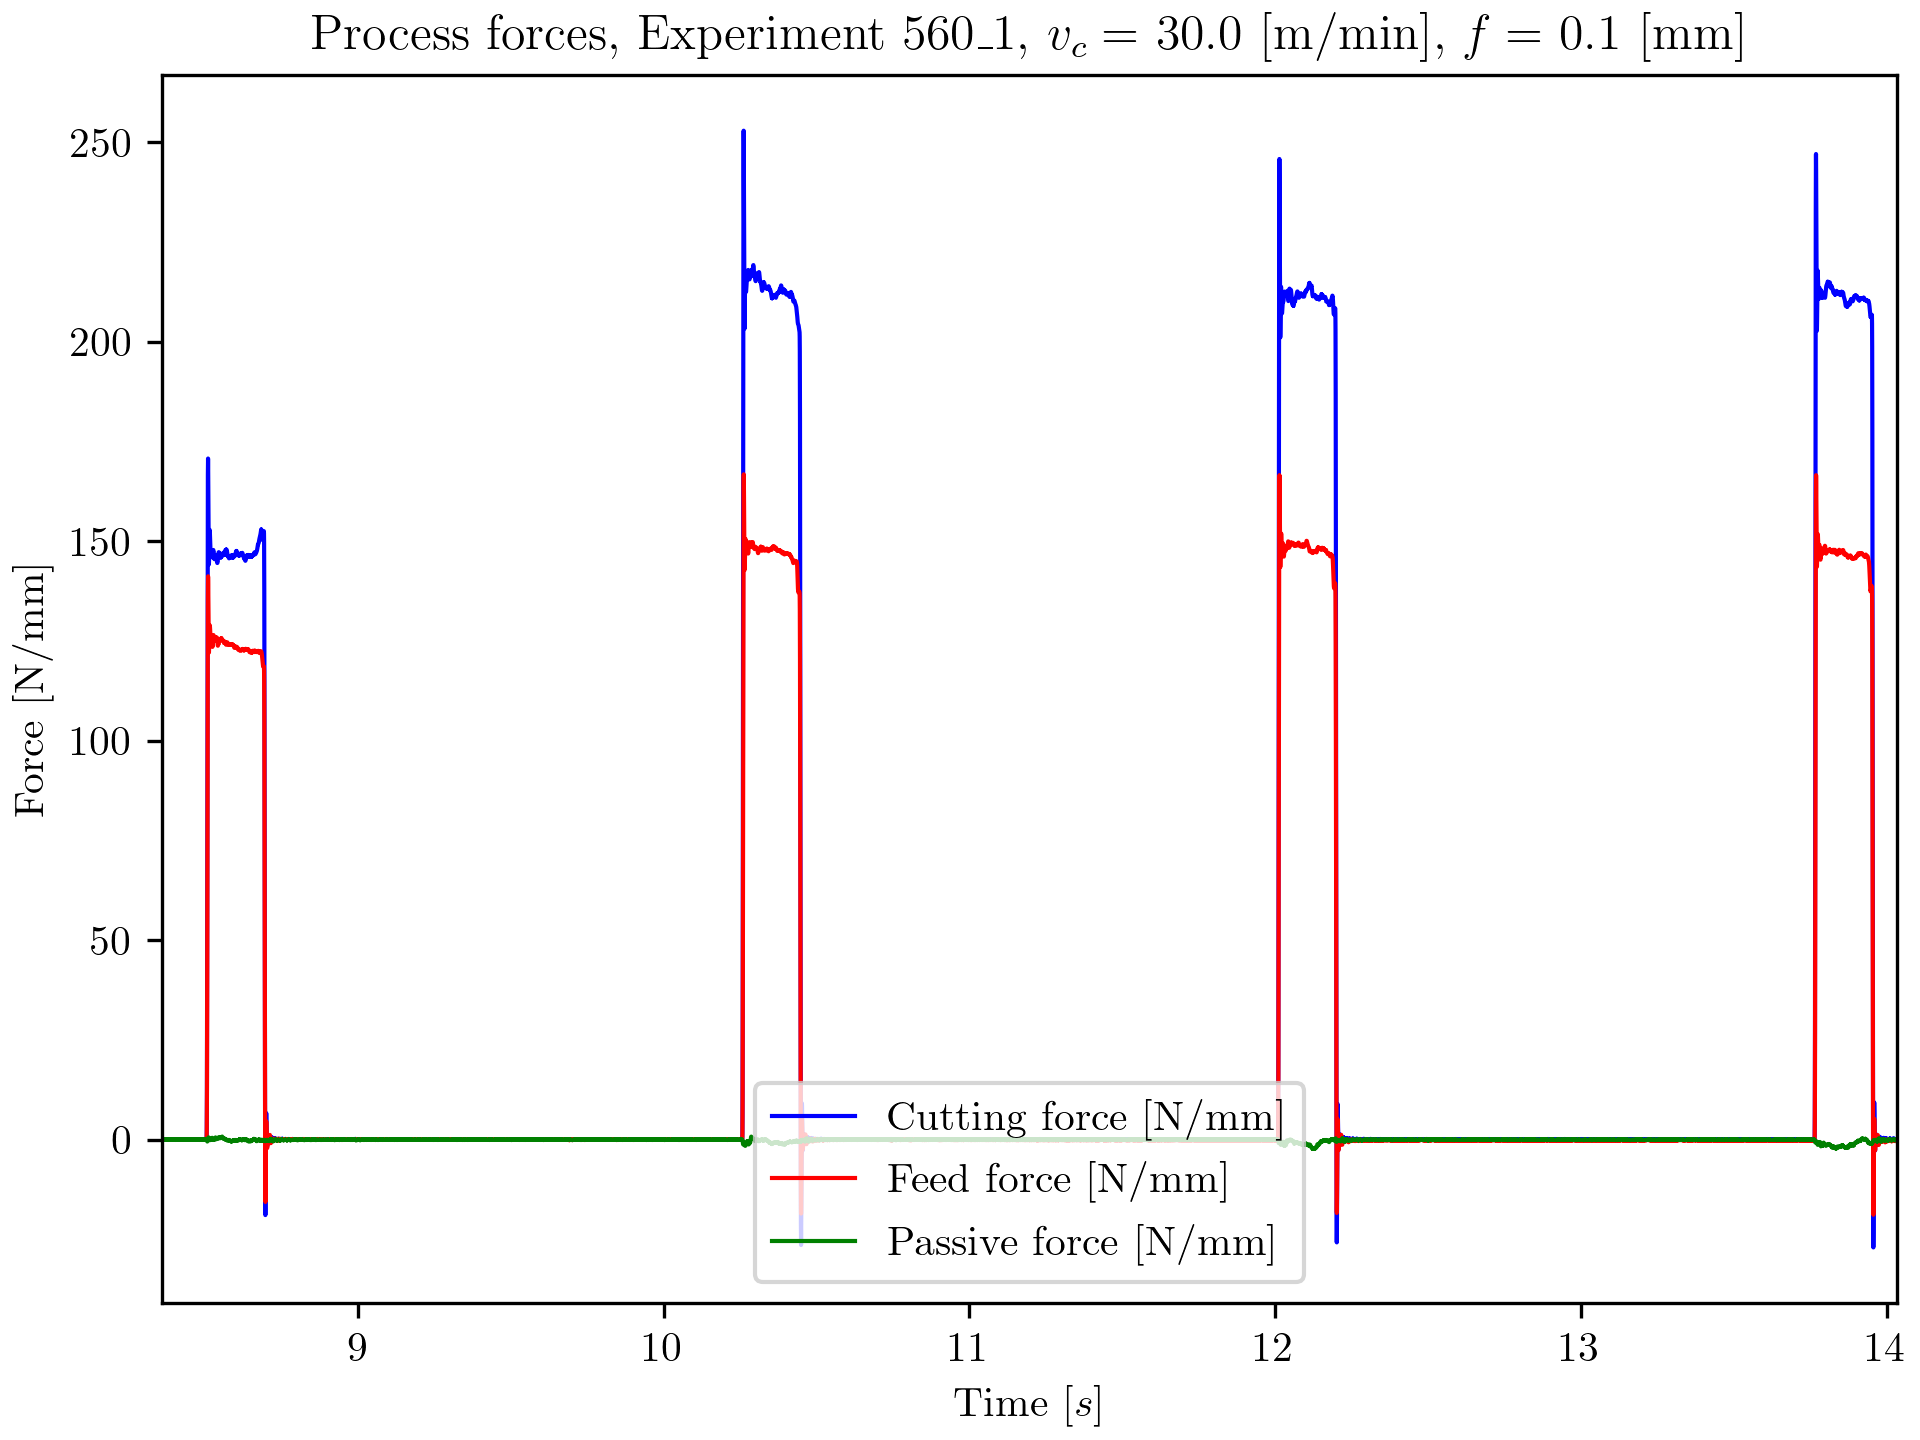 Process forces, Experiment 560_1, v_c = 30.0 [m/min], f = 0.1 [mm]
250
200
150
100
50
0
Force [N/mm]
Cutting force [N/mm]
Feed force [N/mm]
Passive force [N/mm]
9 10 11 12 13 14
Time [s]